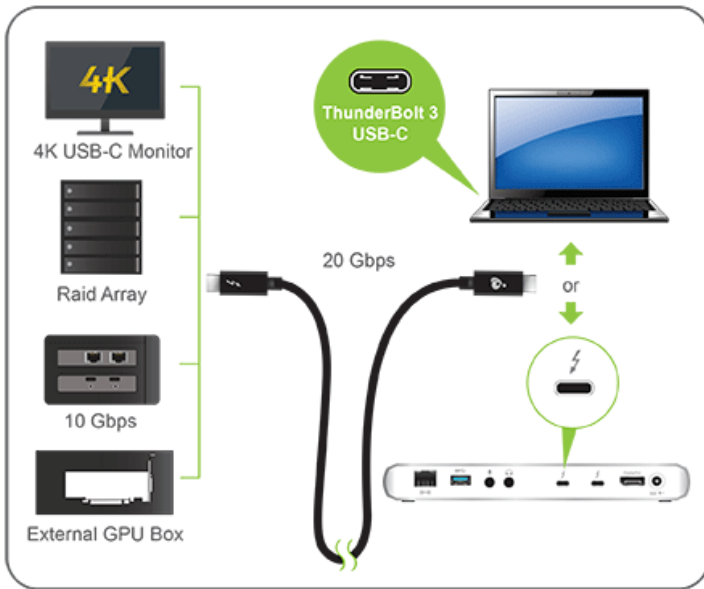 4K
4K USB-C Monitor
Raid Array
10 Gbps
External GPU Box
20 Gbps
ThunderBolt 3
USB-C
or